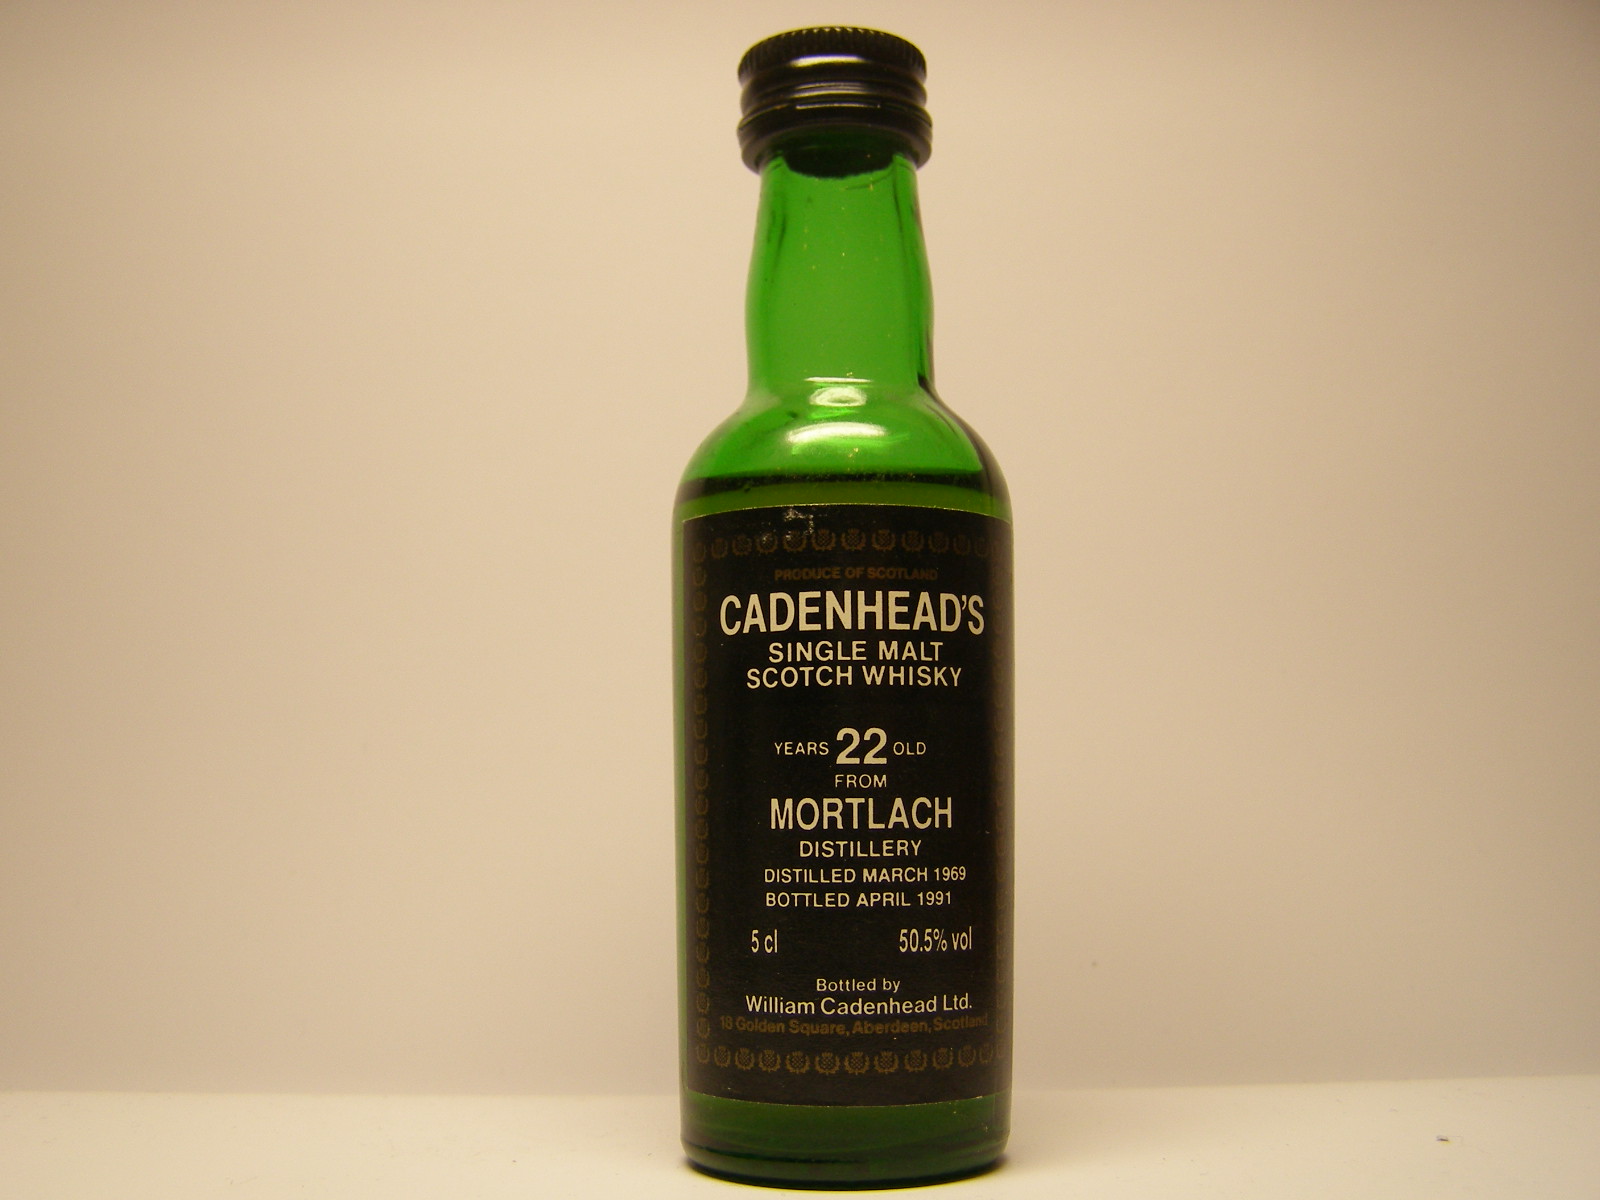 PRODUCE OF SCOTLAND
CADENHEAD'S
SINGLE MALT
SCOTCH WHISKY
YEARS 22 OLD
FROM
MORTLACH
DISTILLERY
DISTILLED MARCH 1969
BOTTLED APRIL 1991
5 cl 50.5% vol
Bottled by
William Cadenhead Ltd.
18 Golden Square, Aberdeen, Scotland